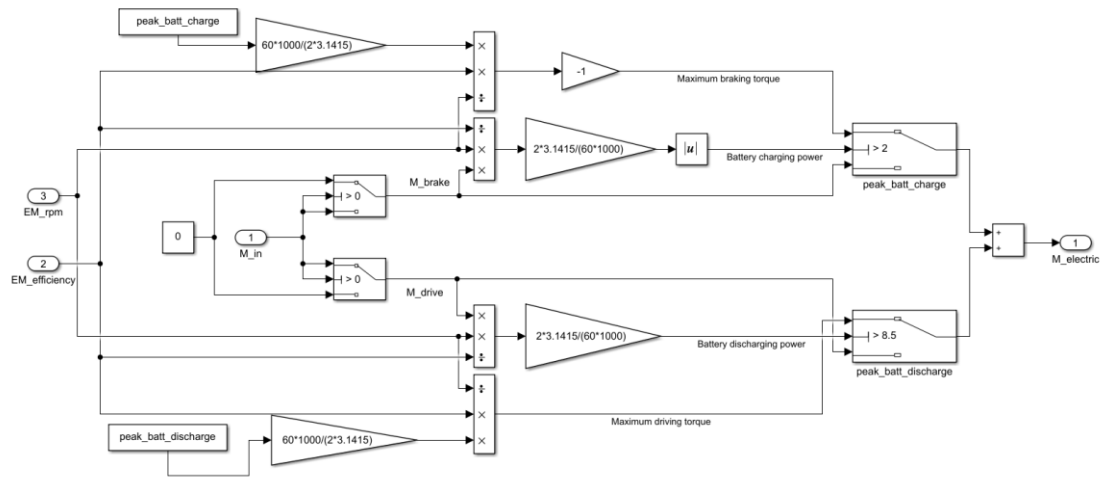 peak_batt_charge
60*1000/(2*3.1415)
×
×
÷
-1
Maximum braking torque
÷
×
×
2*3.1415/(60*1000)
|u|
Battery charging power
> 2
peak_batt_charge
M_brake
> 0
3
EM_rpm
0
1
M_in
2
EM_efficiency
> 0
M_drive
+
+
1
M_electric
×
×
÷
2*3.1415/(60*1000)
Battery discharging power
> 8.5
peak_batt_discharge
÷
×
×
Maximum driving torque
peak_batt_discharge
60*1000/(2*3.1415)